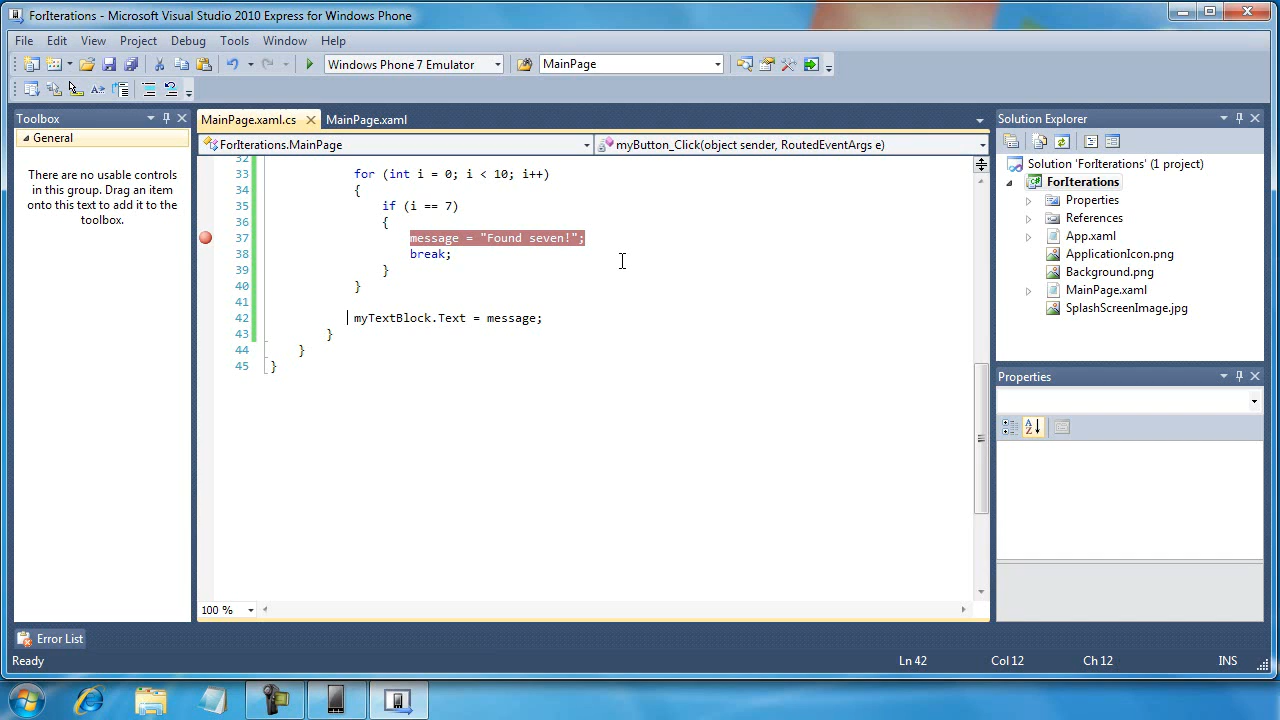 ForIterations - Microsoft Visual Studio 2010 Express for Windows Phone
File Edit View Project Debug Tools Window Help
Windows Phone 7 Emulator MainPage
Toolbox
General
There are no usable controls
in this group. Drag an item
onto this text to add it to the
toolbox.
MainPage.xaml.cs MainPage.xaml
ForIterations.MainPage myButton_Click(object sender, RoutedEventArgs e)
32
33 for (int i = 0; i < 10; i++)
34 {
35 if (i == 7)
36 {
37 message = "Found seven!";
38 break;
39 }
40 }
41
42 myTextBlock.Text = message;
43 }
44 }
45 }
100 %
Solution Explorer
Solution 'ForIterations' (1 project)
ForIterations
Properties
References
App.xaml
ApplicationIcon.png
Background.png
MainPage.xaml
SplashScreenImage.jpg
Properties
Error List
Ready Ln 42 Col 12 Ch 12 INS